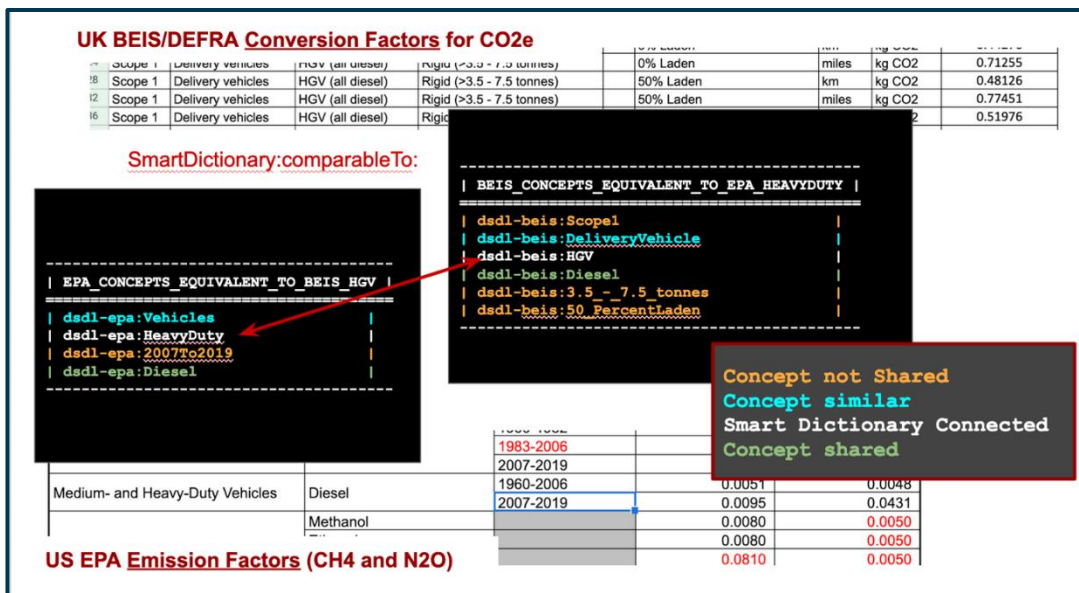 UK BEIS/DEFRA Conversion Factors for CO2e
0% Laden
Scope 1 Delivery vehicles HGV (all diesel) Rigid (>3.5 - 7.5 tonnes) 0% Laden miles kg CO2 0.71255
28 Scope 1 Delivery vehicles HGV (all diesel) Rigid (>3.5 - 7.5 tonnes) 50% Laden km kg CO2 0.48126
32 Scope 1 Delivery vehicles HGV (all diesel) Rigid (>3.5 - 7.5 tonnes) 50% Laden miles kg CO2 0.77451
36 Scope 1 Delivery vehicles HGV (all diesel) 0.51976
SmartDictionary:comparableTo:
| BEIS_CONCEPTS_EQUIVALENT_TO_EPA_HEAVYDUTY |
| dsdl-beis:Scope1 |
| dsdl-beis:DeliveryVehicle |
| dsdl-beis:HGV |
| dsdl-beis:Diesel |
| dsdl-beis:3.5_-_7.5_tonnes |
| dsdl-beis:50_PercentLaden |
| EPA_CONCEPTS_EQUIVALENT_TO_BEIS_HGV |
| dsdl-epa:Vehicles |
| dsdl-epa:HeavyDuty |
| dsdl-epa:2007To2019 |
| dsdl-epa:Diesel |
Concept not Shared
Concept similar
Smart Dictionary Connected
Concept shared
1983-2006
2007-2019
Medium- and Heavy-Duty Vehicles Diesel 1960-2006 0.0051 0.0048
2007-2019 0.0095 0.0431
Methanol 0.0080 0.0050
0.0080 0.0050
0.0810 0.0050
US EPA Emission Factors (CH4 and N2O)